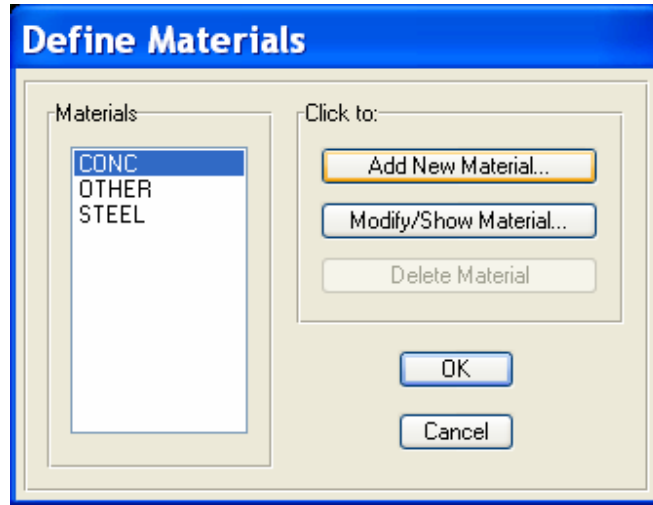 Define Materials
Materials
CONC
OTHER
STEEL
Click to:
Add New Material...
Modify/Show Material...
Delete Material
OK
Cancel